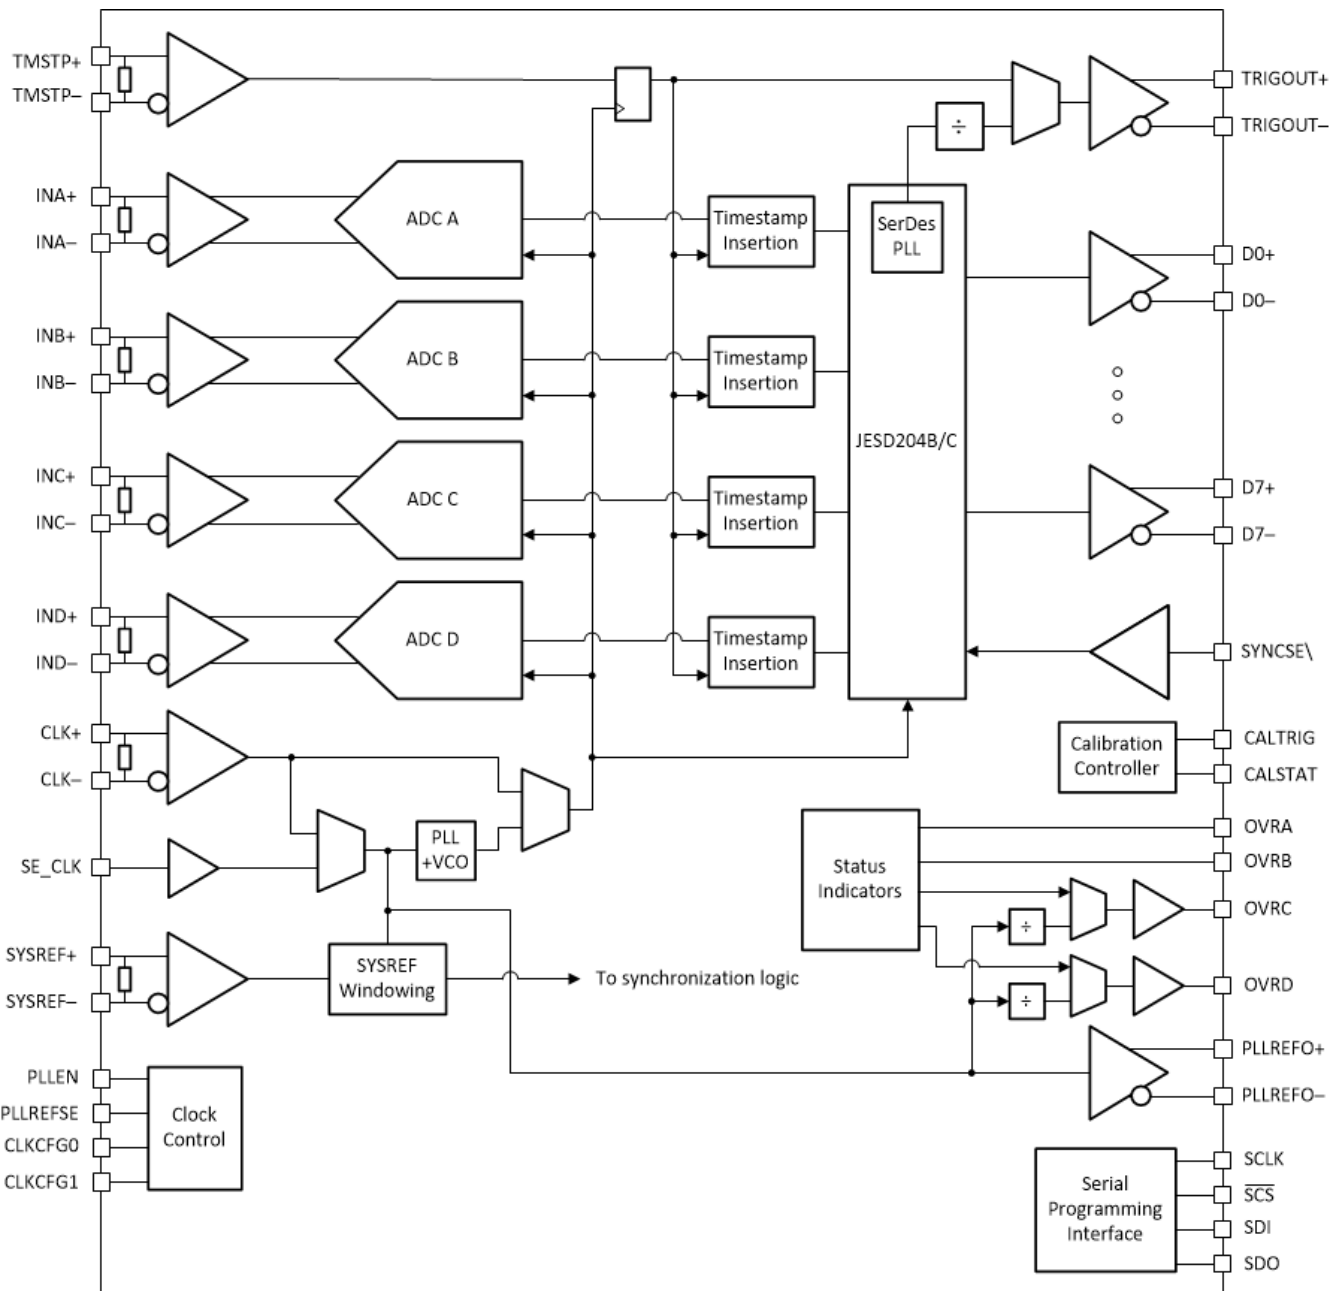 TMSTP+
TMSTP–
INA+
INA–
INB+
INB–
INC+
INC–
IND+
IND–
CLK+
CLK–
SE_CLK
SYSREF+
SYSREF–
PLLEN
PLLREFSE
CLKCFG0
CLKCFG1
Clock
Control
ADC A
ADC B
ADC C
ADC D
PLL
+VCO
SYSREF
Windowing
To synchronization logic
Timestamp
Insertion
Timestamp
Insertion
Timestamp
Insertion
Timestamp
Insertion
÷
SerDes
PLL
JESD204B/C
Calibration
Controller
Status
Indicators
÷
÷
Serial
Programming
Interface
TRIGOUT+
TRIGOUT–
D0+
D0–
D7+
D7–
SYNCSE\
CALTRIG
CALSTAT
OVRA
OVRB
OVRC
OVRD
PLLREFO+
PLLREFO–
SCLK
SCS
SDI
SDO